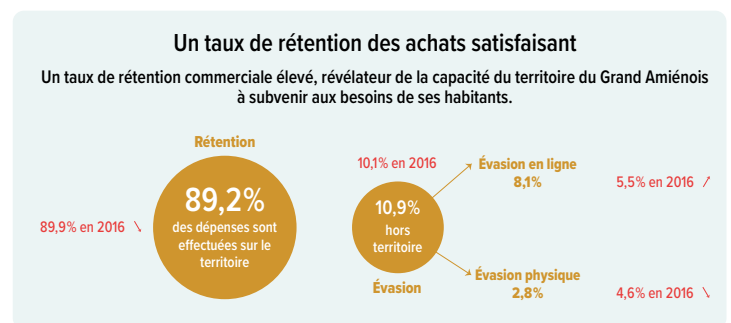 Un taux de rétention des achats satisfaisant
Un taux de rétention commerciale élevé, révélateur de la capacité du territoire du Grand Amiénois
à subvenir aux besoins de ses habitants.
Rétention
89,2%
des dépenses sont
effectuées sur le
territoire
89,9% en 2016
10,1% en 2016
10,9%
hors
territoire
Évasion
Évasion en ligne
8,1%
5,5% en 2016
Évasion physique
2,8%
4,6% en 2016